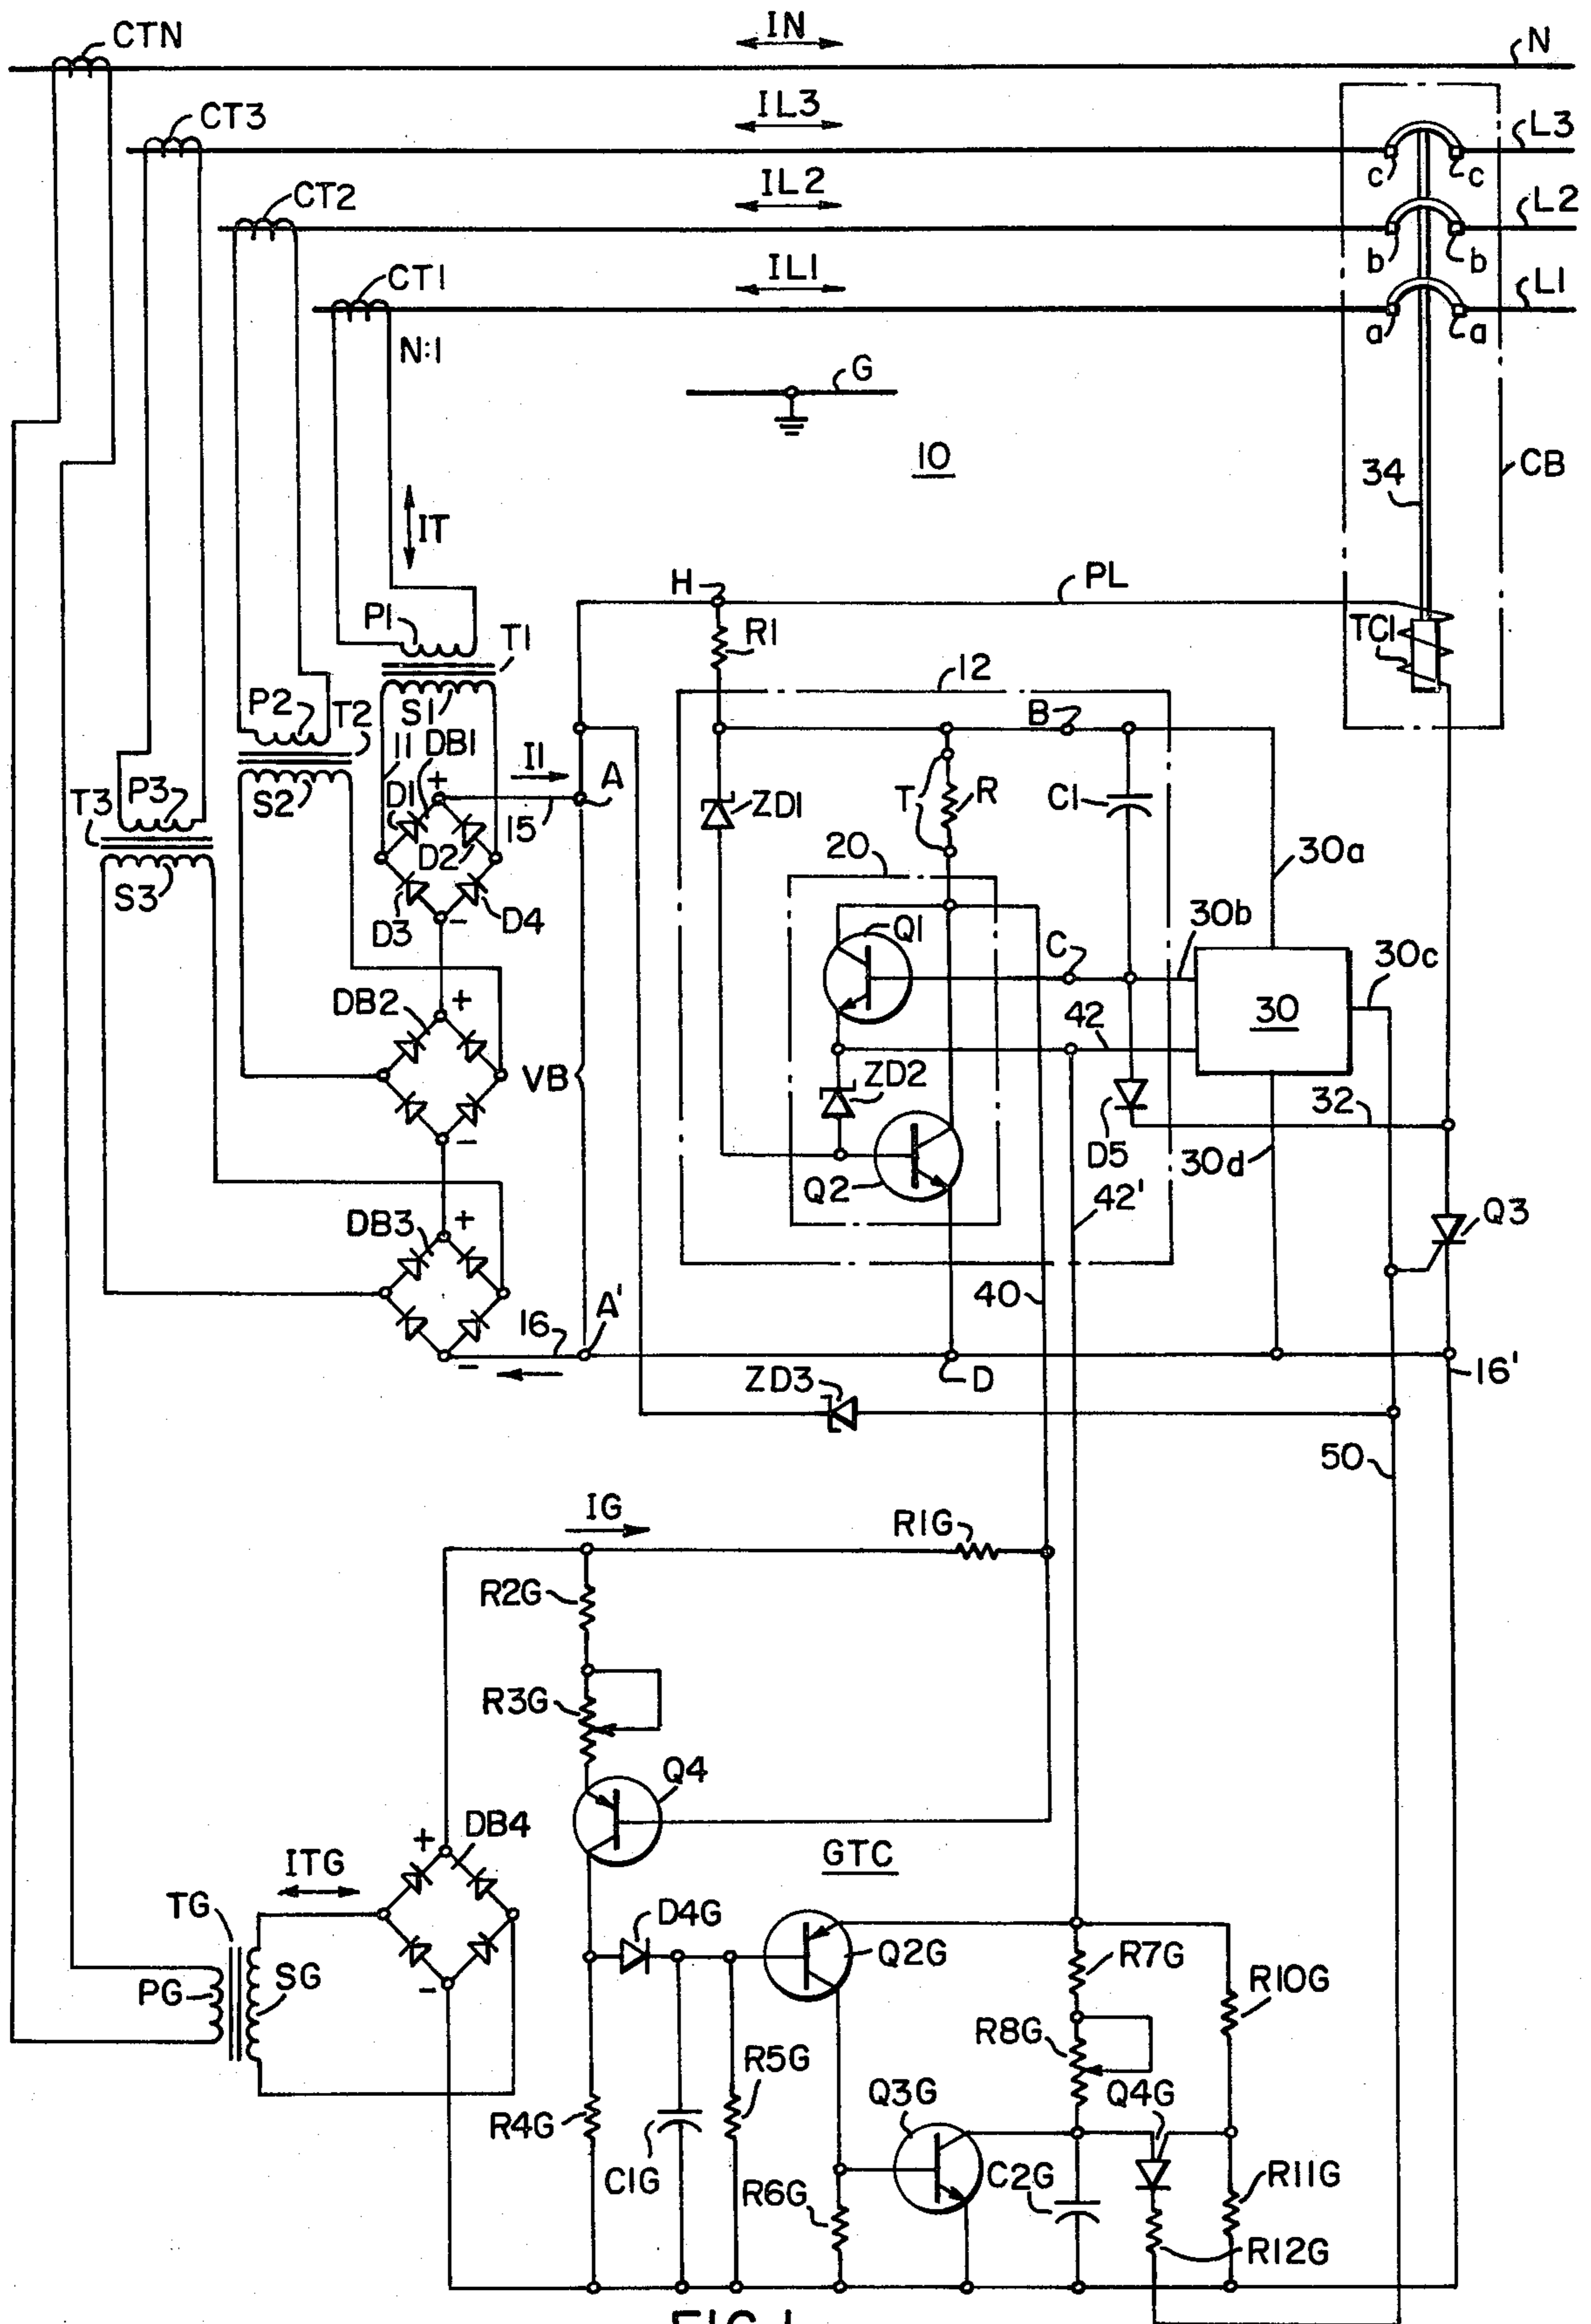 CTN
IN
N
CT3
IL3
L3
c c
CT2
IL2
L2
b b
CT1
IL1
L1
a a
N:1
G
10
34
CB
IT
H
PL
P1
T1
R1
TC1
12
S1
P2
T2
B
I1
DB1
I1
A
D1
15
D2
S2
ZD1
T
R
C1
P3
T3
20
30a
S3
D3
D4
-
Q1
C
30b
30c
DB2
+
30
42
VB
ZD2
32
D5
-
Q2
30d
42'
DB3
+
Q3
40
16
A'
-
D
16'
ZD3
50
IG
R1G
R2G
R3G
Q4
+
DB4
GTC
ITG
TG
D4G
Q2G
R7G
R10G
PG
SG
-
R8G
R5G
Q3G
Q4G
R4G
C1G
R6G
C2G
R11G
R12G
FIG. 1